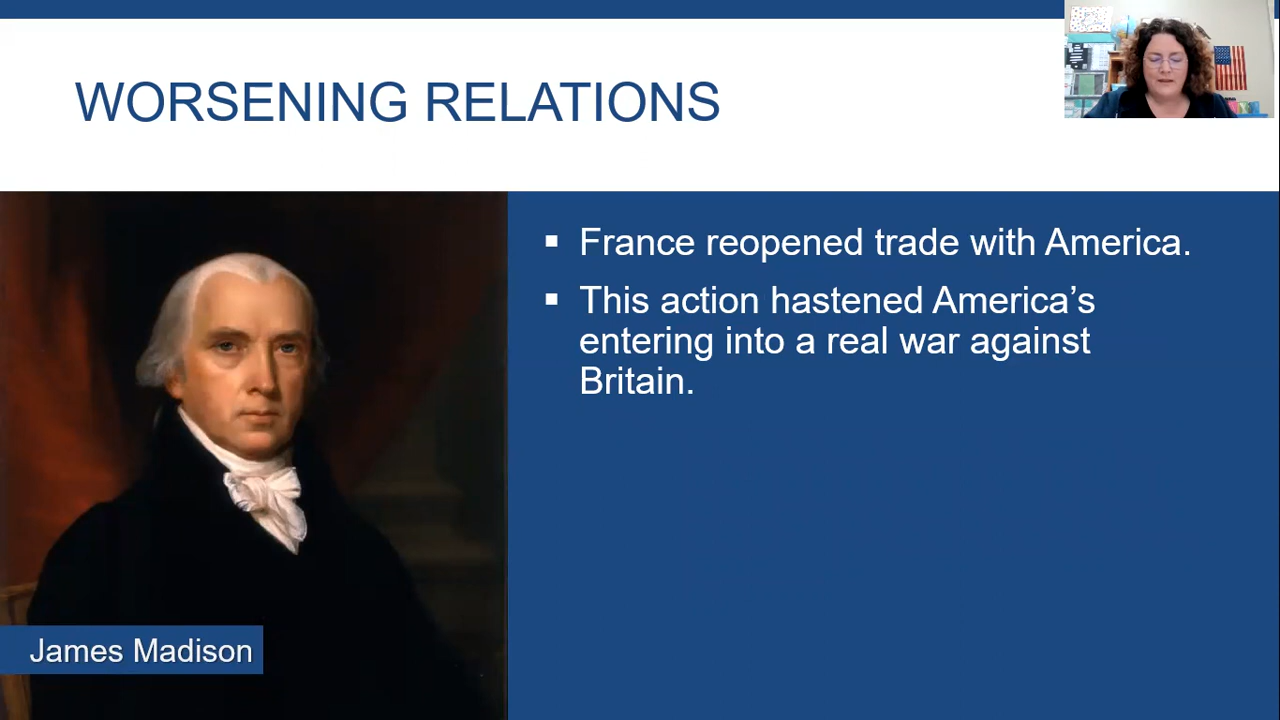 WORSENING RELATIONS
▪ France reopened trade with America.
▪ This action hastened America’s
entering into a real war against
Britain.
James Madison